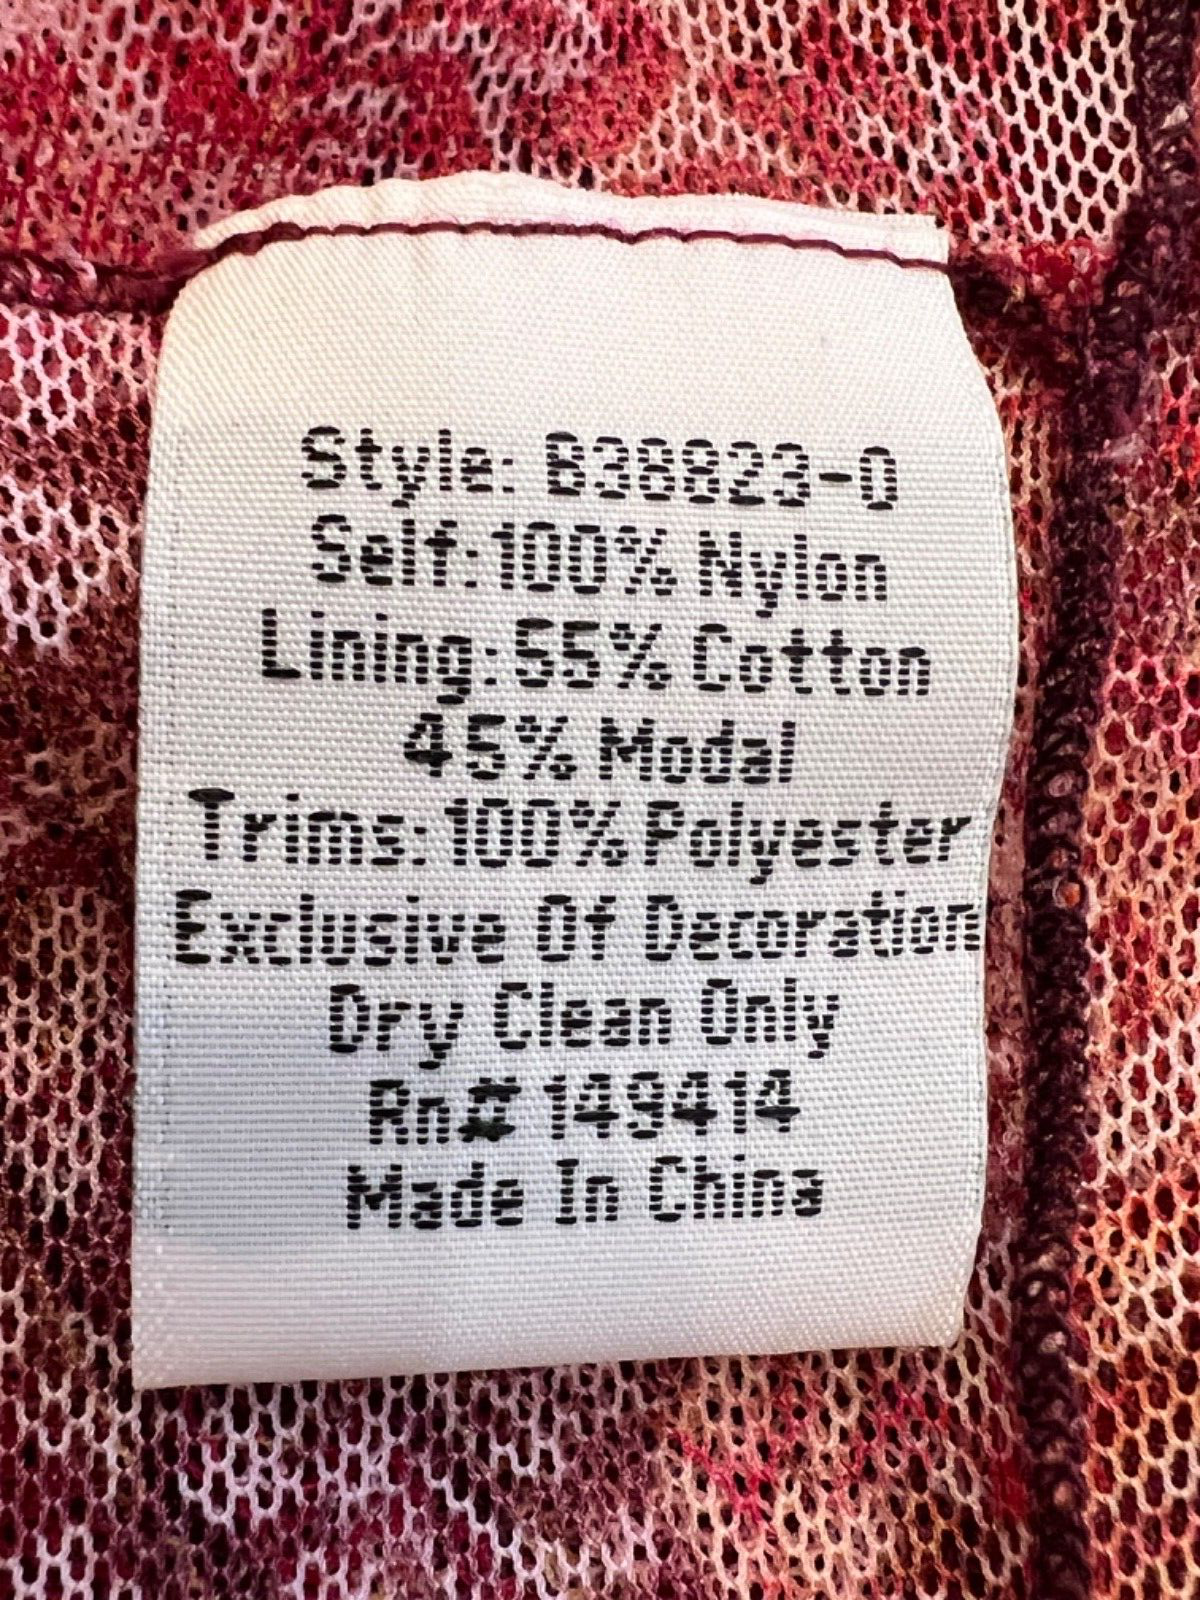 Style: B38823-0
Self:100% Nylon
Lining:55% Cotton
45% Modal
Trims:100% Polyester
Exclusive Of Decoration
Dry Clean Only
Rn# 149414
Made In China